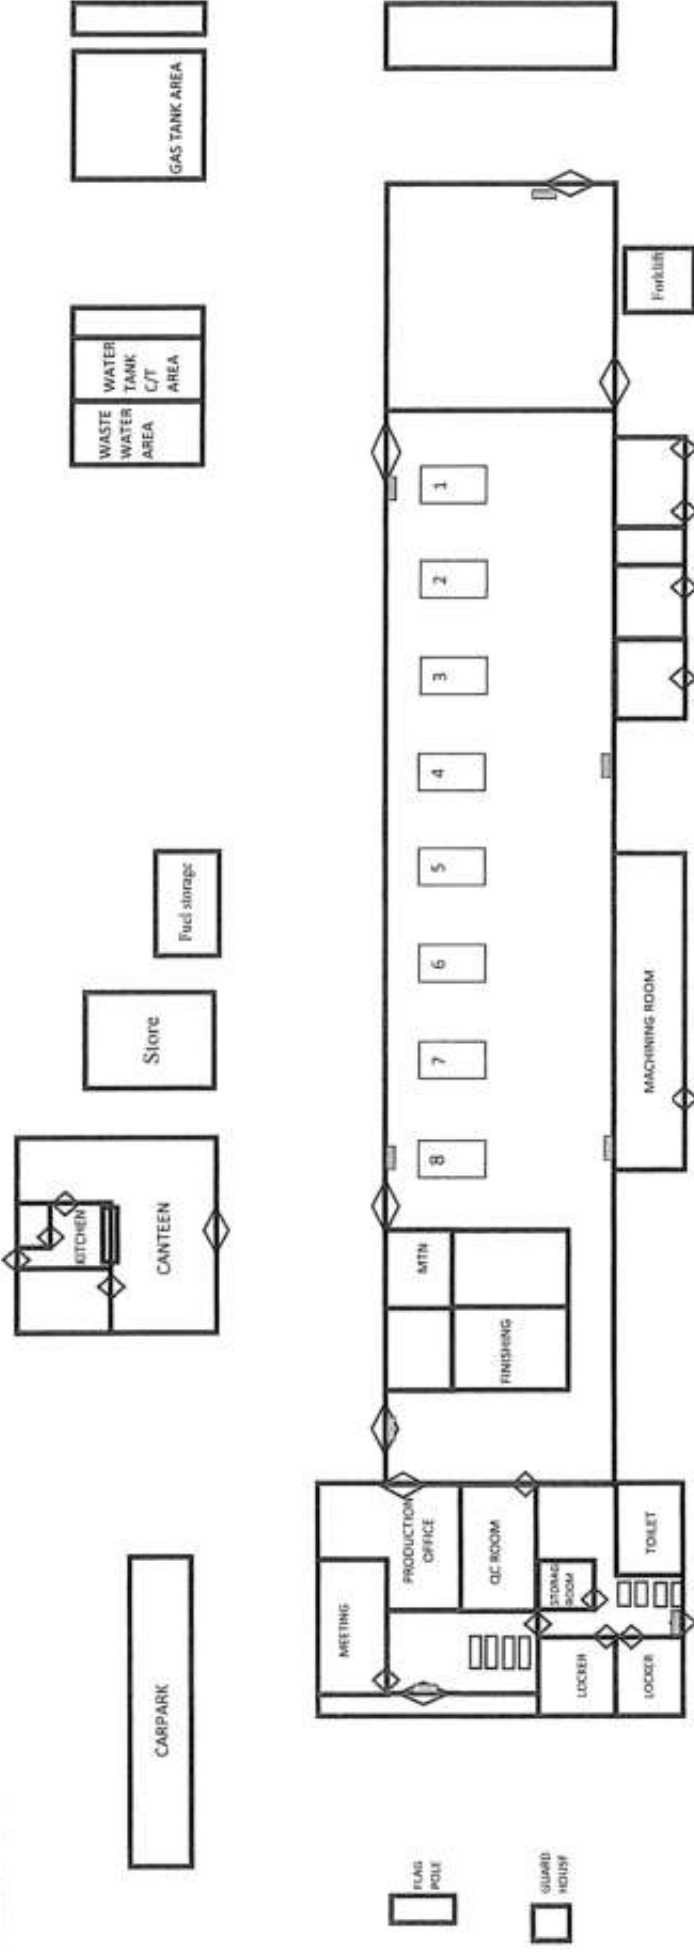 CARPARK
KITCHEN
CANTEEN
Store
Fuel storage
WASTE
WATER
AREA
WATER
TANK
C/T
AREA
GAS TANK AREA
FLAG
POLE
GUARD
HOUSE
MEETING
PRODUCTION
OFFICE
QC ROOM
STORAG
ROOM
LOCKER
LOCKER
TOILET
MTN
FINISHING
8
7
6
5
4
3
2
1
MACHINING ROOM
Forklift